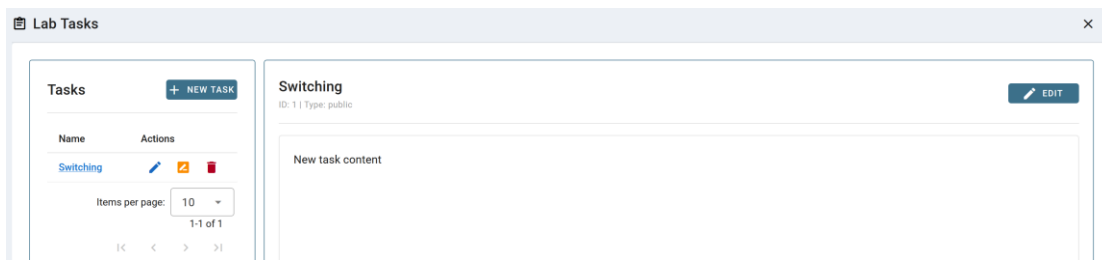 Lab Tasks
Tasks
+ NEW TASK
Name Actions
Switching
Items per page: 10
1-1 of 1
Switching
ID: 1 | Type: public
EDIT
New task content